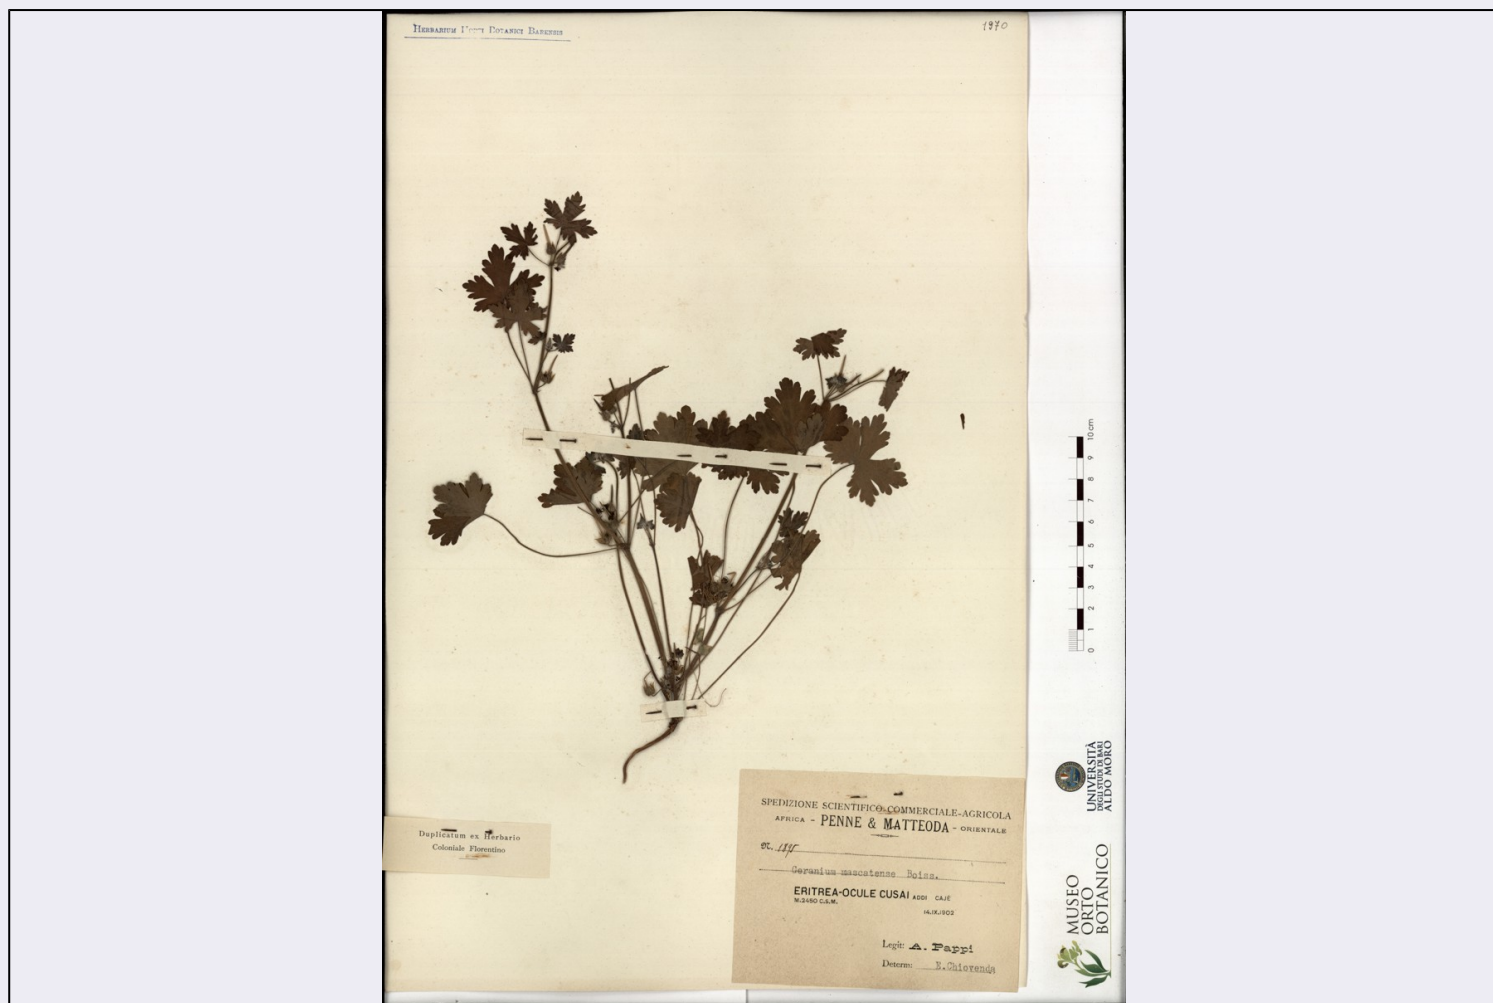 HERBARIUM HORTI BOTANICI BARENSIS
1970
SPEDIZIONE SCIENTIFICO-COMMERCIALE-AGRICOLA
AFRICA - PENNE & MATTEODA - ORIENTALE
N. 1895
Geranium mascatense Boiss.
ERITREA-OCULE CUSAI ADDI CAJÉ
M.2450 C.S.M.
14.IX.1902
Legit: A. Pappi
Determ: E.Chiovenda
Duplicatum ex Herbario
Coloniale Florentino
0 1 2 3 4 5 6 7 8 9 10 cm
UNIVERSITÀ
DEGLI STUDI DI BARI
ALDO MORO
MUSEO
ORTO
BOTANICO